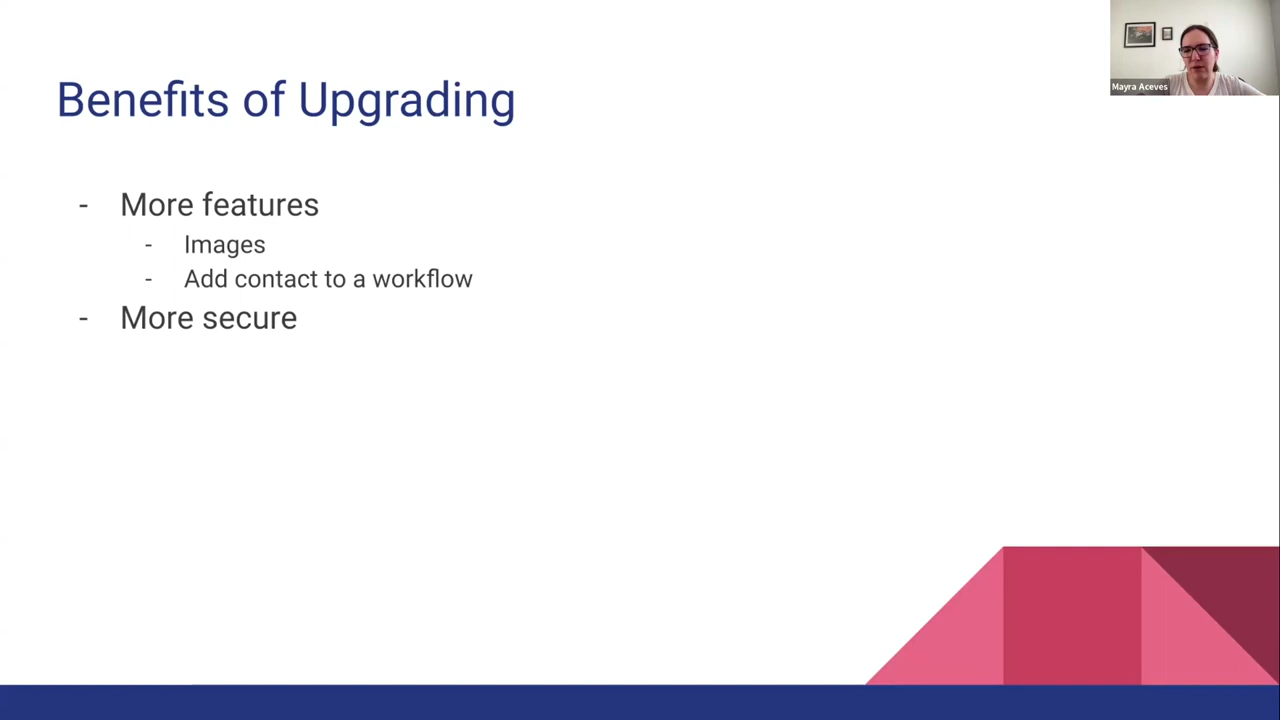 Benefits of Upgrading
- More features
- Images
- Add contact to a workflow
- More secure
Mayra Aceves